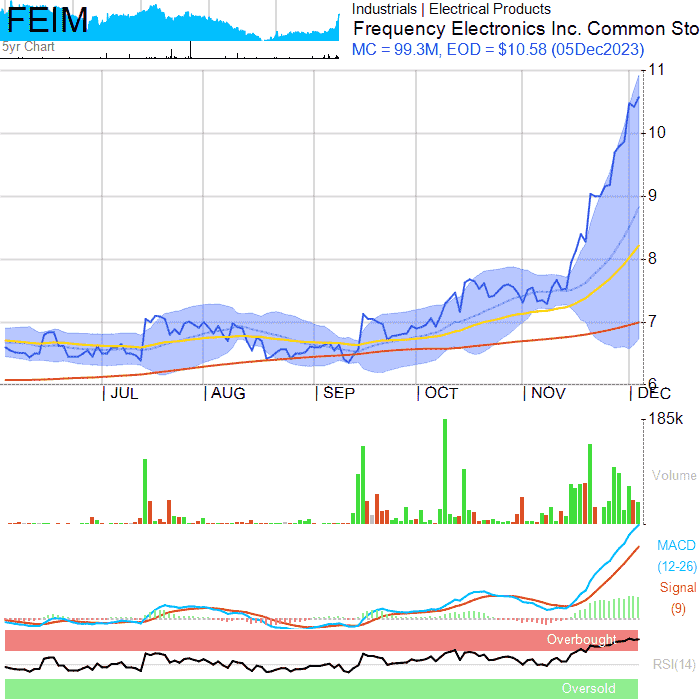 FEIM
5yr Chart
Industrials | Electrical Products
Frequency Electronics Inc. Common Sto
MC = 99.3M, EOD = $10.58 (05Dec2023)
11
10
9
8
7
6
JUL AUG SEP OCT NOV DEC
185k
Volume
MACD
(12-26)
Signal
(9)
Overbought
RSI(14)
Oversold